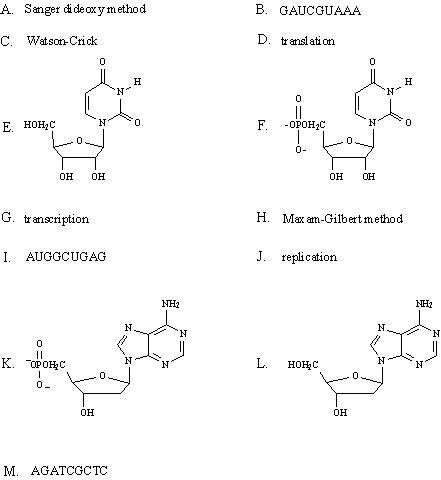 A. Sanger dideoxy method B. GAUCGUAAA
C. Watson-Crick D. translation
E. HOH₂C O N O N H O OH OH F. -OPOH₂C O O- O N O N H O OH OH
G. transcription H. Maxam-Gilbert method
I. AUGGCUGAG J. replication
K. -OPOH₂C O O - O N N N N NH₂ OH L. HOH₂C O N N N N NH₂ OH
M. AGATCGCTC